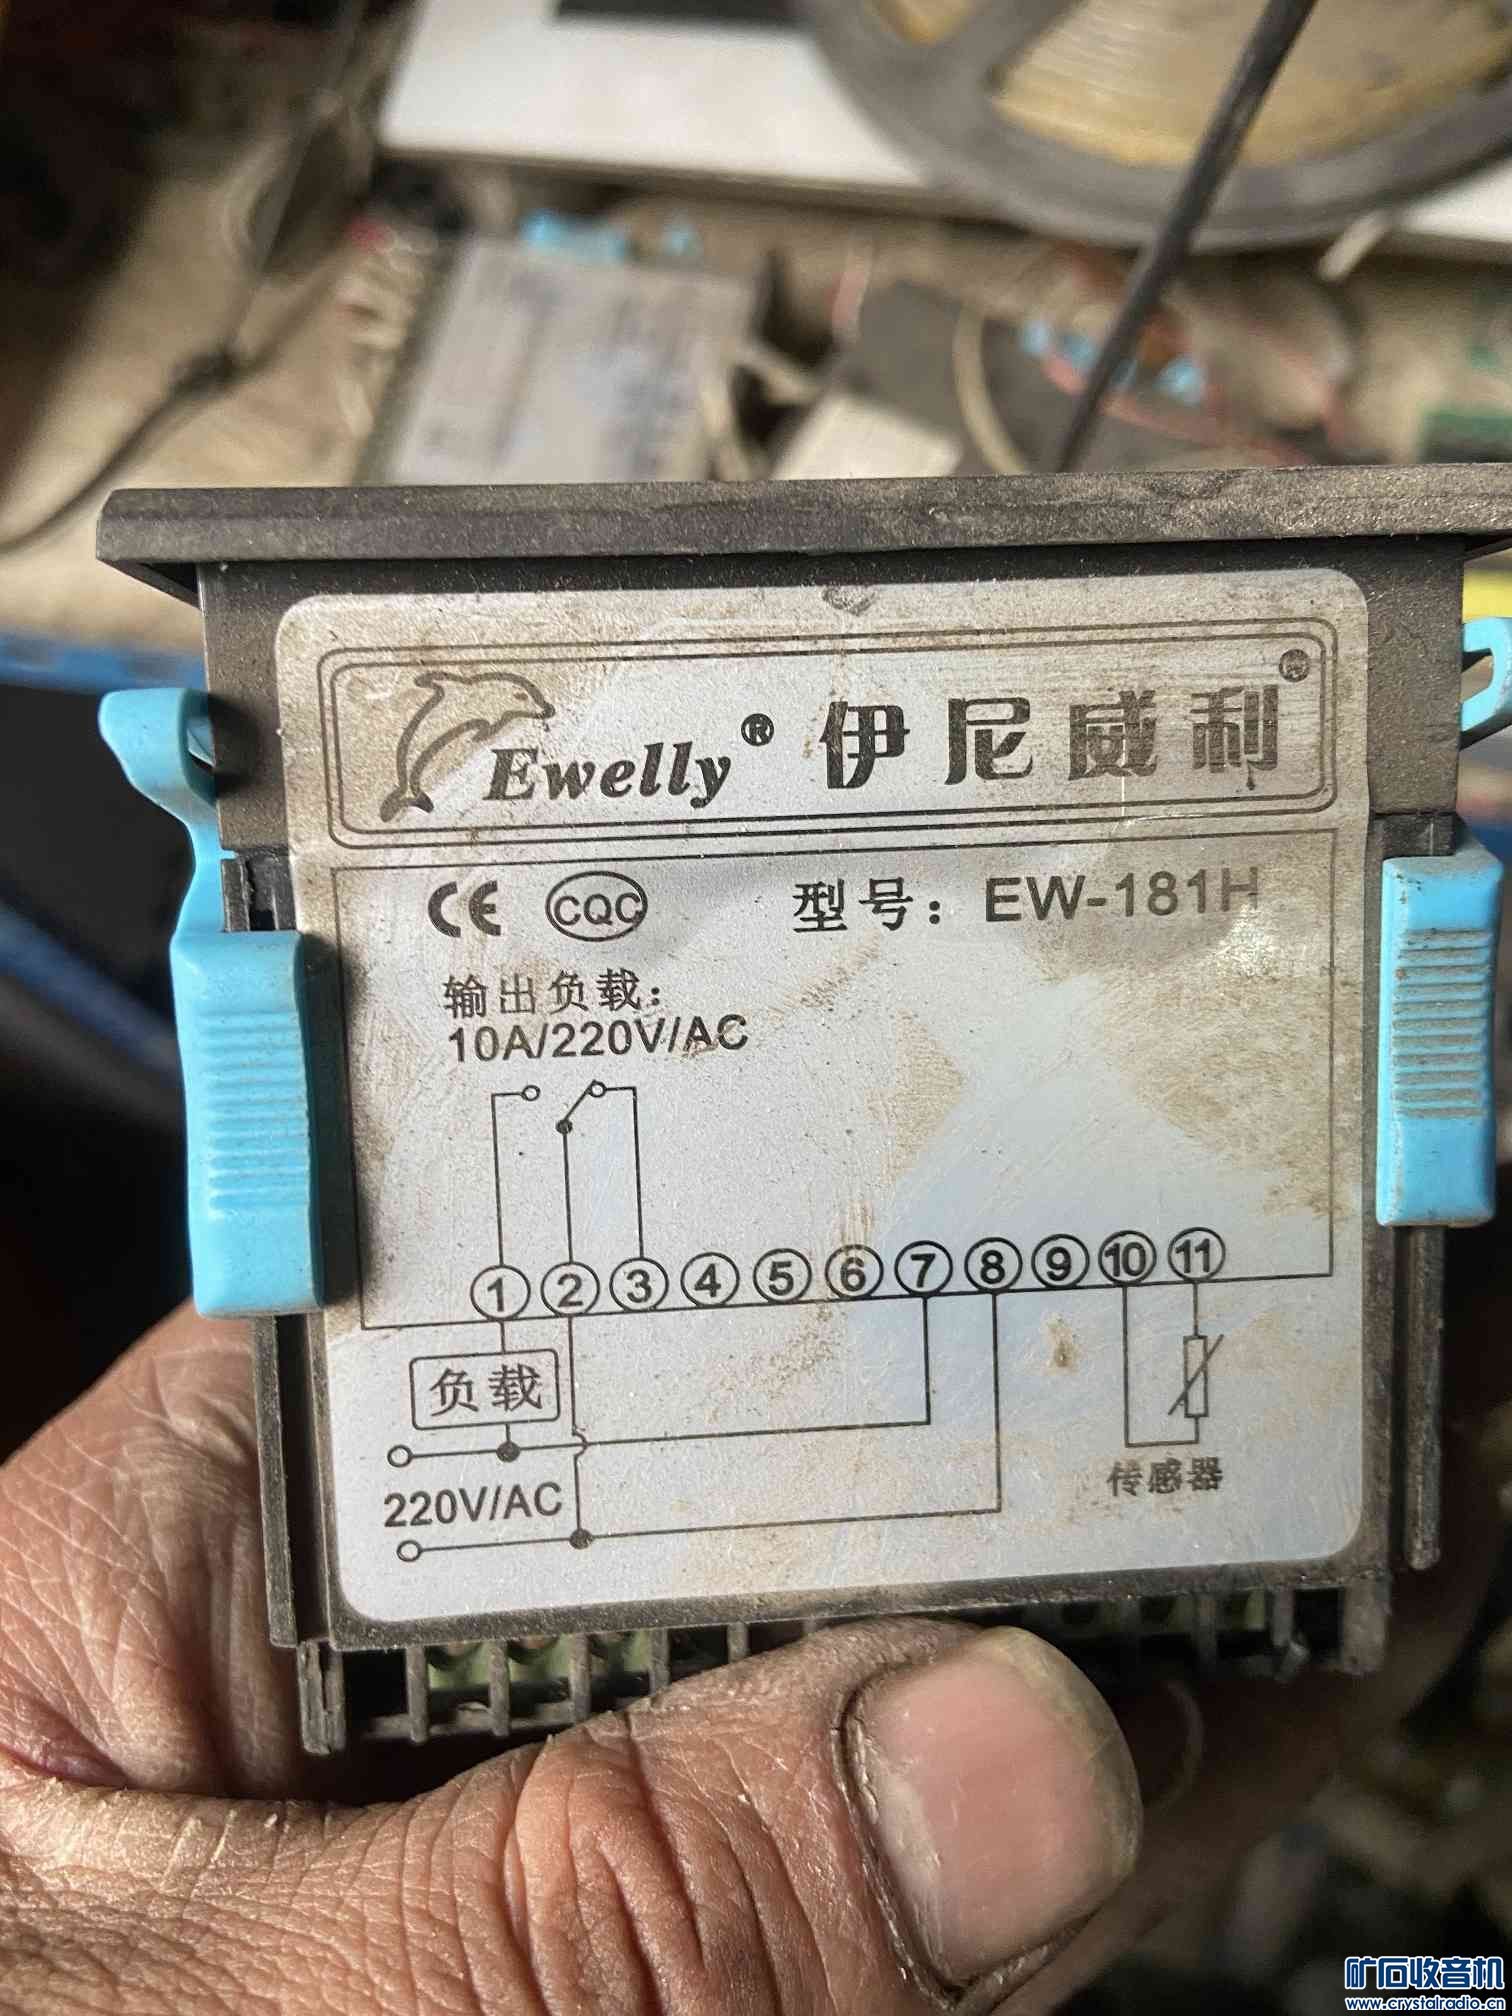 Ewelly® 伊尼威利®
CE CQC 型号：EW-181H
输出负载：
10A/220V/AC
1 2 3 4 5 6 7 8 9 10 11
负载
220V/AC
传感器
矿石收音机
www.crystalradio.cn